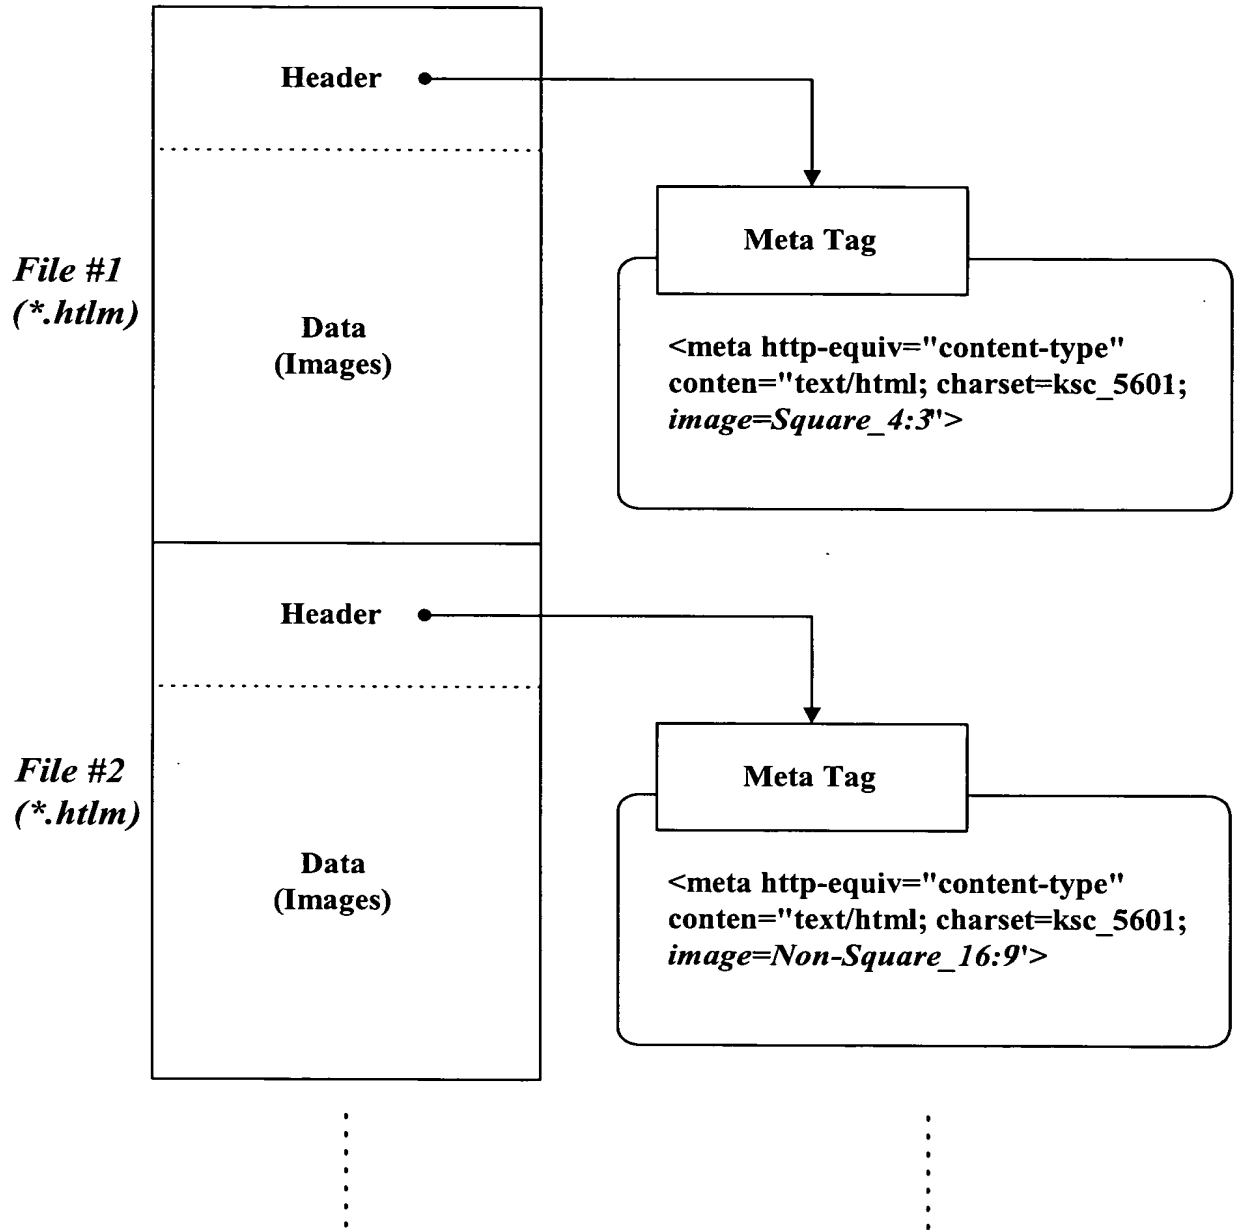 Header
Meta Tag
File #1
(*.htlm)
Data
(Images)
<meta http-equiv="content-type"
conten="text/html; charset=ksc_5601;
image=Square_4:3">
Header
Meta Tag
File #2
(*.htlm)
Data
(Images)
<meta http-equiv="content-type"
conten="text/html; charset=ksc_5601;
image=Non-Square_16:9'>